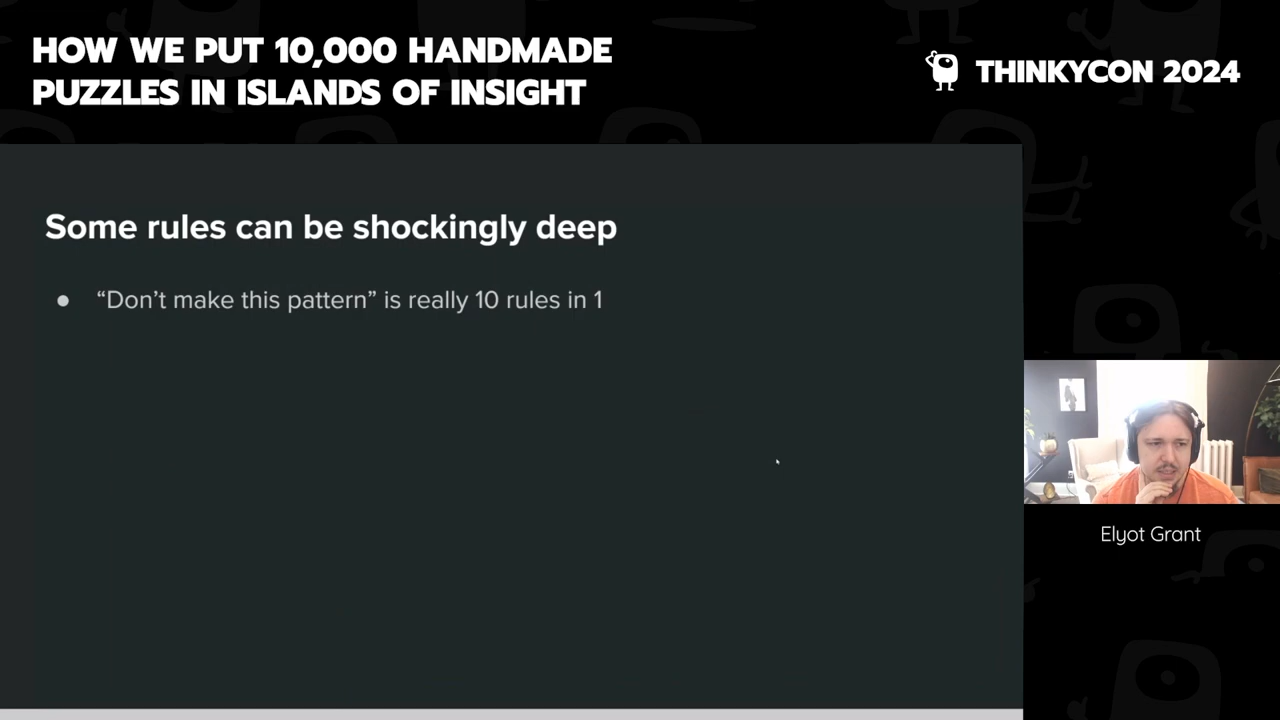 HOW WE PUT 10,000 HANDMADE
PUZZLES IN ISLANDS OF INSIGHT
THINKYCON 2024
Some rules can be shockingly deep
● “Don’t make this pattern” is really 10 rules in 1
Elyot Grant